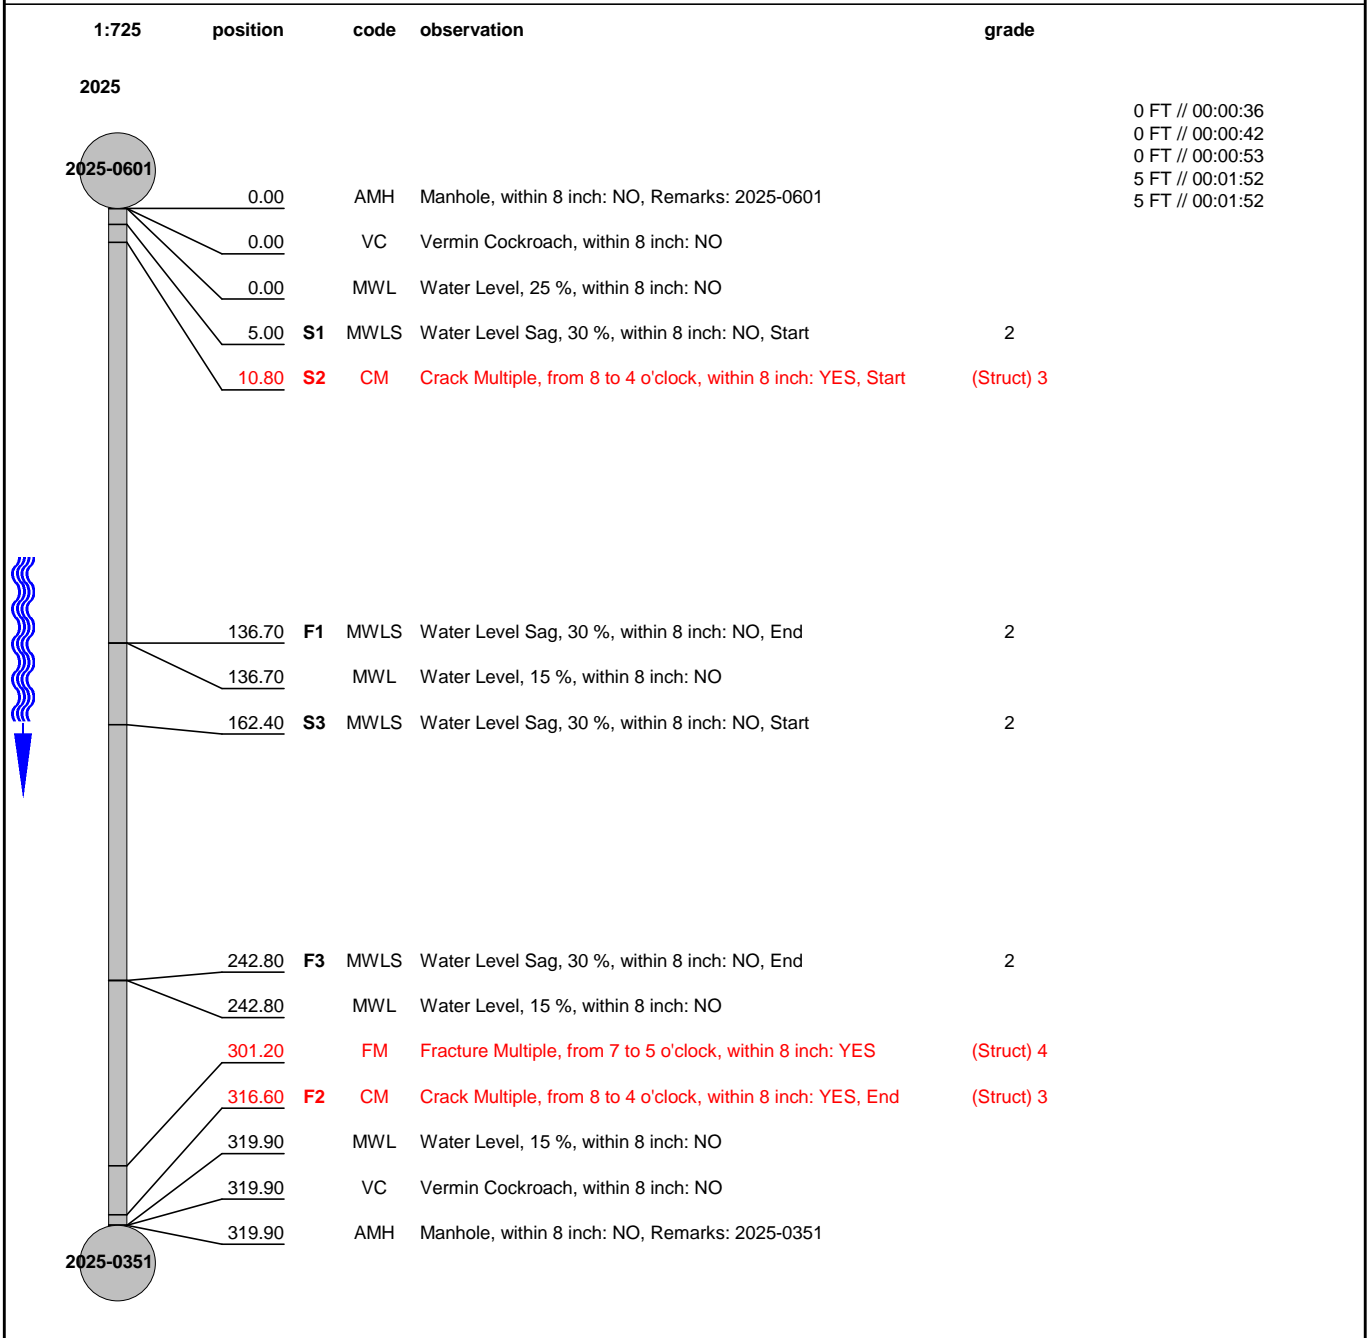 1:725 position code observation grade
2025
0 FT // 00:00:36
0 FT // 00:00:42
0 FT // 00:00:53
5 FT // 00:01:52
5 FT // 00:01:52
2025-0601
0.00 AMH Manhole, within 8 inch: NO, Remarks: 2025-0601
0.00 VC Vermin Cockroach, within 8 inch: NO
0.00 MWL Water Level, 25 %, within 8 inch: NO
5.00 S1 MWLS Water Level Sag, 30 %, within 8 inch: NO, Start 2
10.80 S2 CM Crack Multiple, from 8 to 4 o'clock, within 8 inch: YES, Start (Struct) 3
136.70 F1 MWLS Water Level Sag, 30 %, within 8 inch: NO, End 2
136.70 MWL Water Level, 15 %, within 8 inch: NO
162.40 S3 MWLS Water Level Sag, 30 %, within 8 inch: NO, Start 2
242.80 F3 MWLS Water Level Sag, 30 %, within 8 inch: NO, End 2
242.80 MWL Water Level, 15 %, within 8 inch: NO
301.20 FM Fracture Multiple, from 7 to 5 o'clock, within 8 inch: YES (Struct) 4
316.60 F2 CM Crack Multiple, from 8 to 4 o'clock, within 8 inch: YES, End (Struct) 3
319.90 MWL Water Level, 15 %, within 8 inch: NO
319.90 VC Vermin Cockroach, within 8 inch: NO
319.90 AMH Manhole, within 8 inch: NO, Remarks: 2025-0351
2025-0351